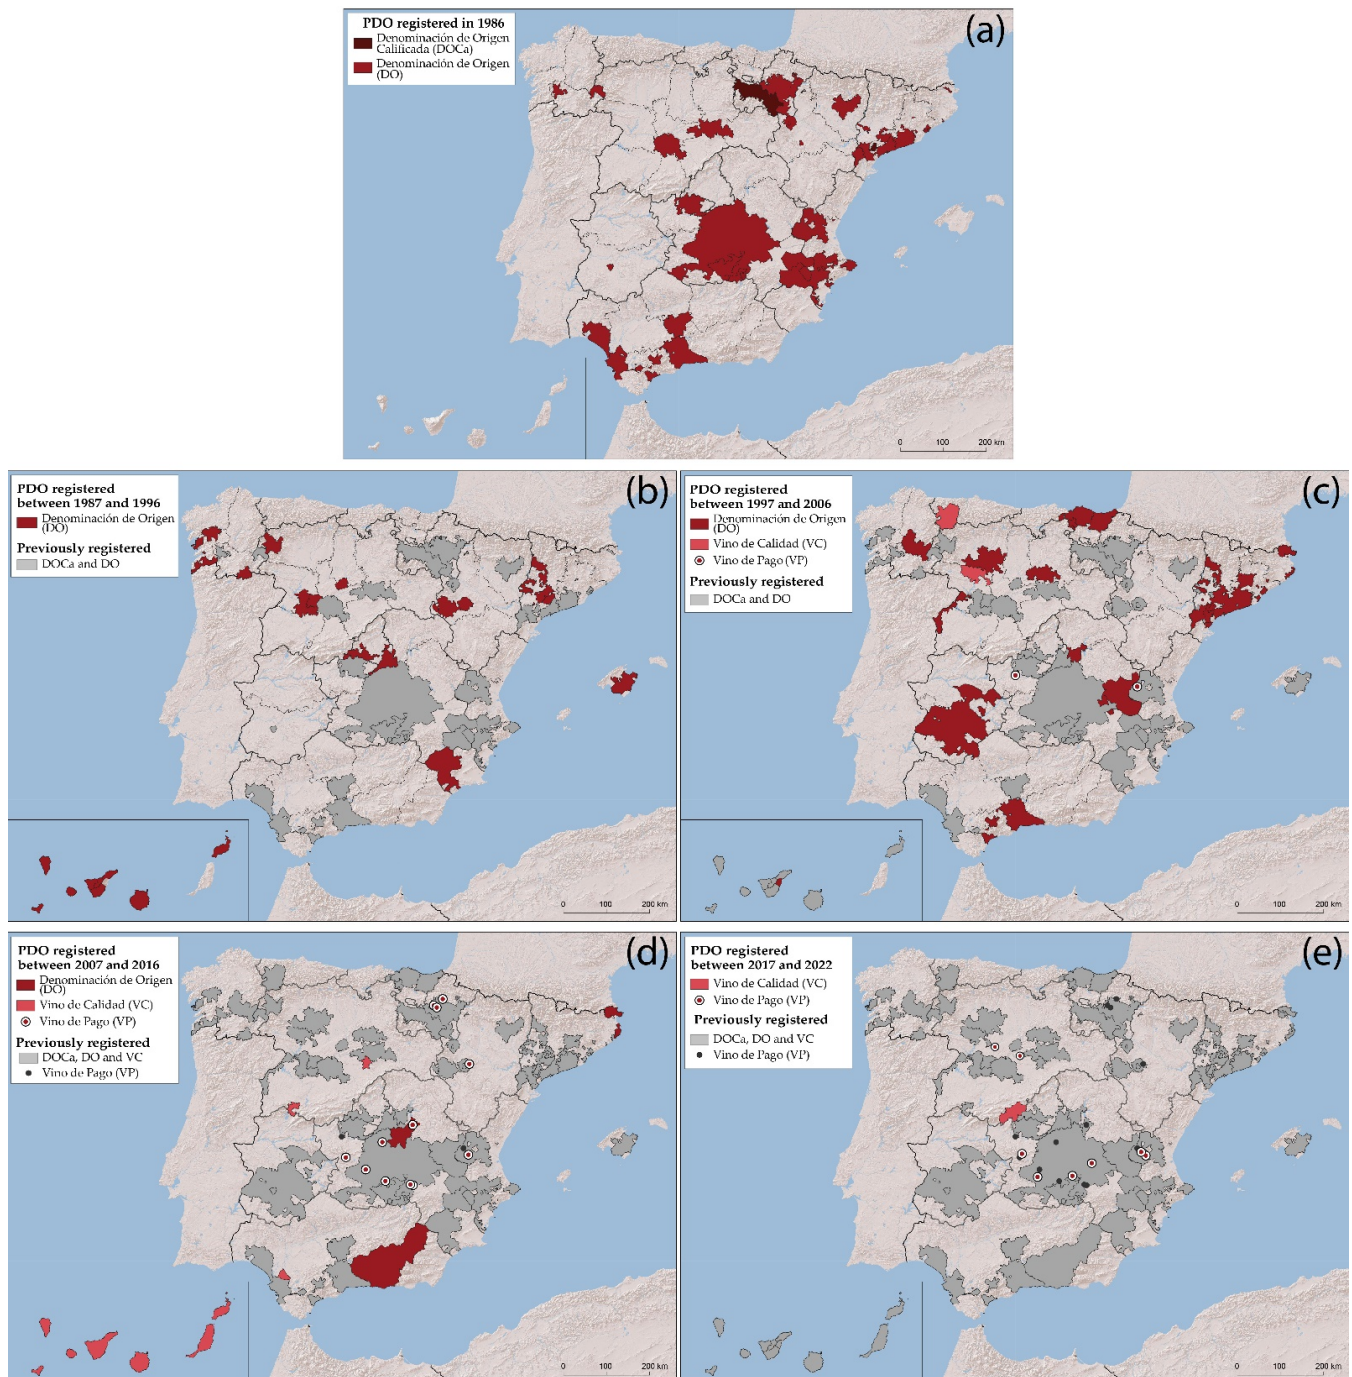 PDO registered in 1986
Denominación de Origen
Calificada (DOCa)
Denominación de Origen
(DO)
(a)
0 100 200 km
PDO registered
between 1987 and 1996
Denominación de Origen
(DO)
Previously registered
DOCa and DO
(b)
0 100 200 km
PDO registered
between 1997 and 2006
Denominación de Origen
(DO)
Vino de Calidad (VC)
Vino de Pago (VP)
Previously registered
DOCa and DO
(c)
0 100 200 km
PDO registered
between 2007 and 2016
Denominación de Origen
(DO)
Vino de Calidad (VC)
Vino de Pago (VP)
Previously registered
DOCa, DO and VC
Vino de Pago (VP)
(d)
0 100 200 km
PDO registered
between 2017 and 2022
Vino de Calidad (VC)
Vino de Pago (VP)
Previously registered
DOCa, DO and VC
Vino de Pago (VP)
(e)
0 100 200 km